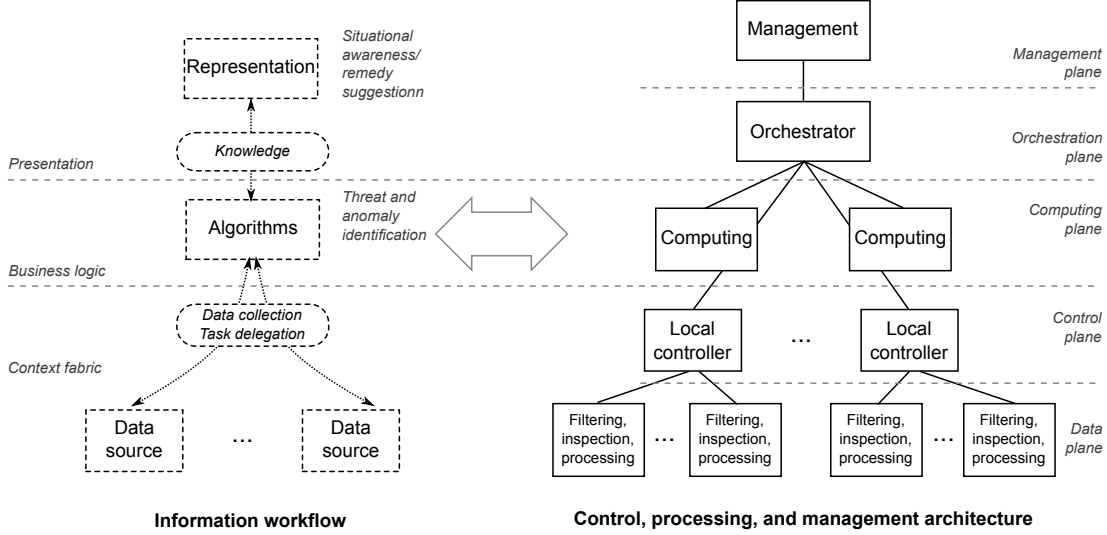 Representation
Situational
awareness/
remedy
suggestionn
Knowledge
Presentation
Algorithms
Threat and
anomaly
identification
Business logic
Data collection
Task delegation
Context fabric
Data
source
...
Data
source
Information workflow
Management
Management
plane
Orchestrator
Orchestration
plane
Computing
Computing
Computing
plane
Local
controller
...
Local
controller
Control
plane
Filtering,
inspection,
processing
...
Filtering,
inspection,
processing
Filtering,
inspection,
processing
...
Filtering,
inspection,
processing
Data
plane
Control, processing, and management architecture